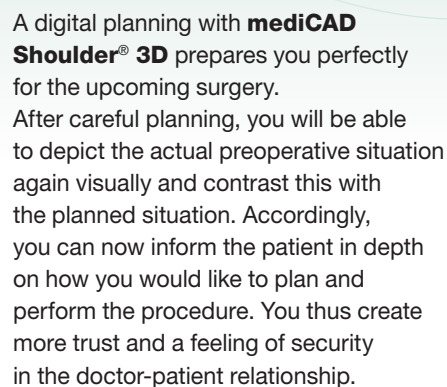 A digital planning with mediCAD
Shoulder® 3D prepares you perfectly
for the upcoming surgery.
After careful planning, you will be able
to depict the actual preoperative situation
again visually and contrast this with
the planned situation. Accordingly,
you can now inform the patient in depth
on how you would like to plan and
perform the procedure. You thus create
more trust and a feeling of security
in the doctor-patient relationship.